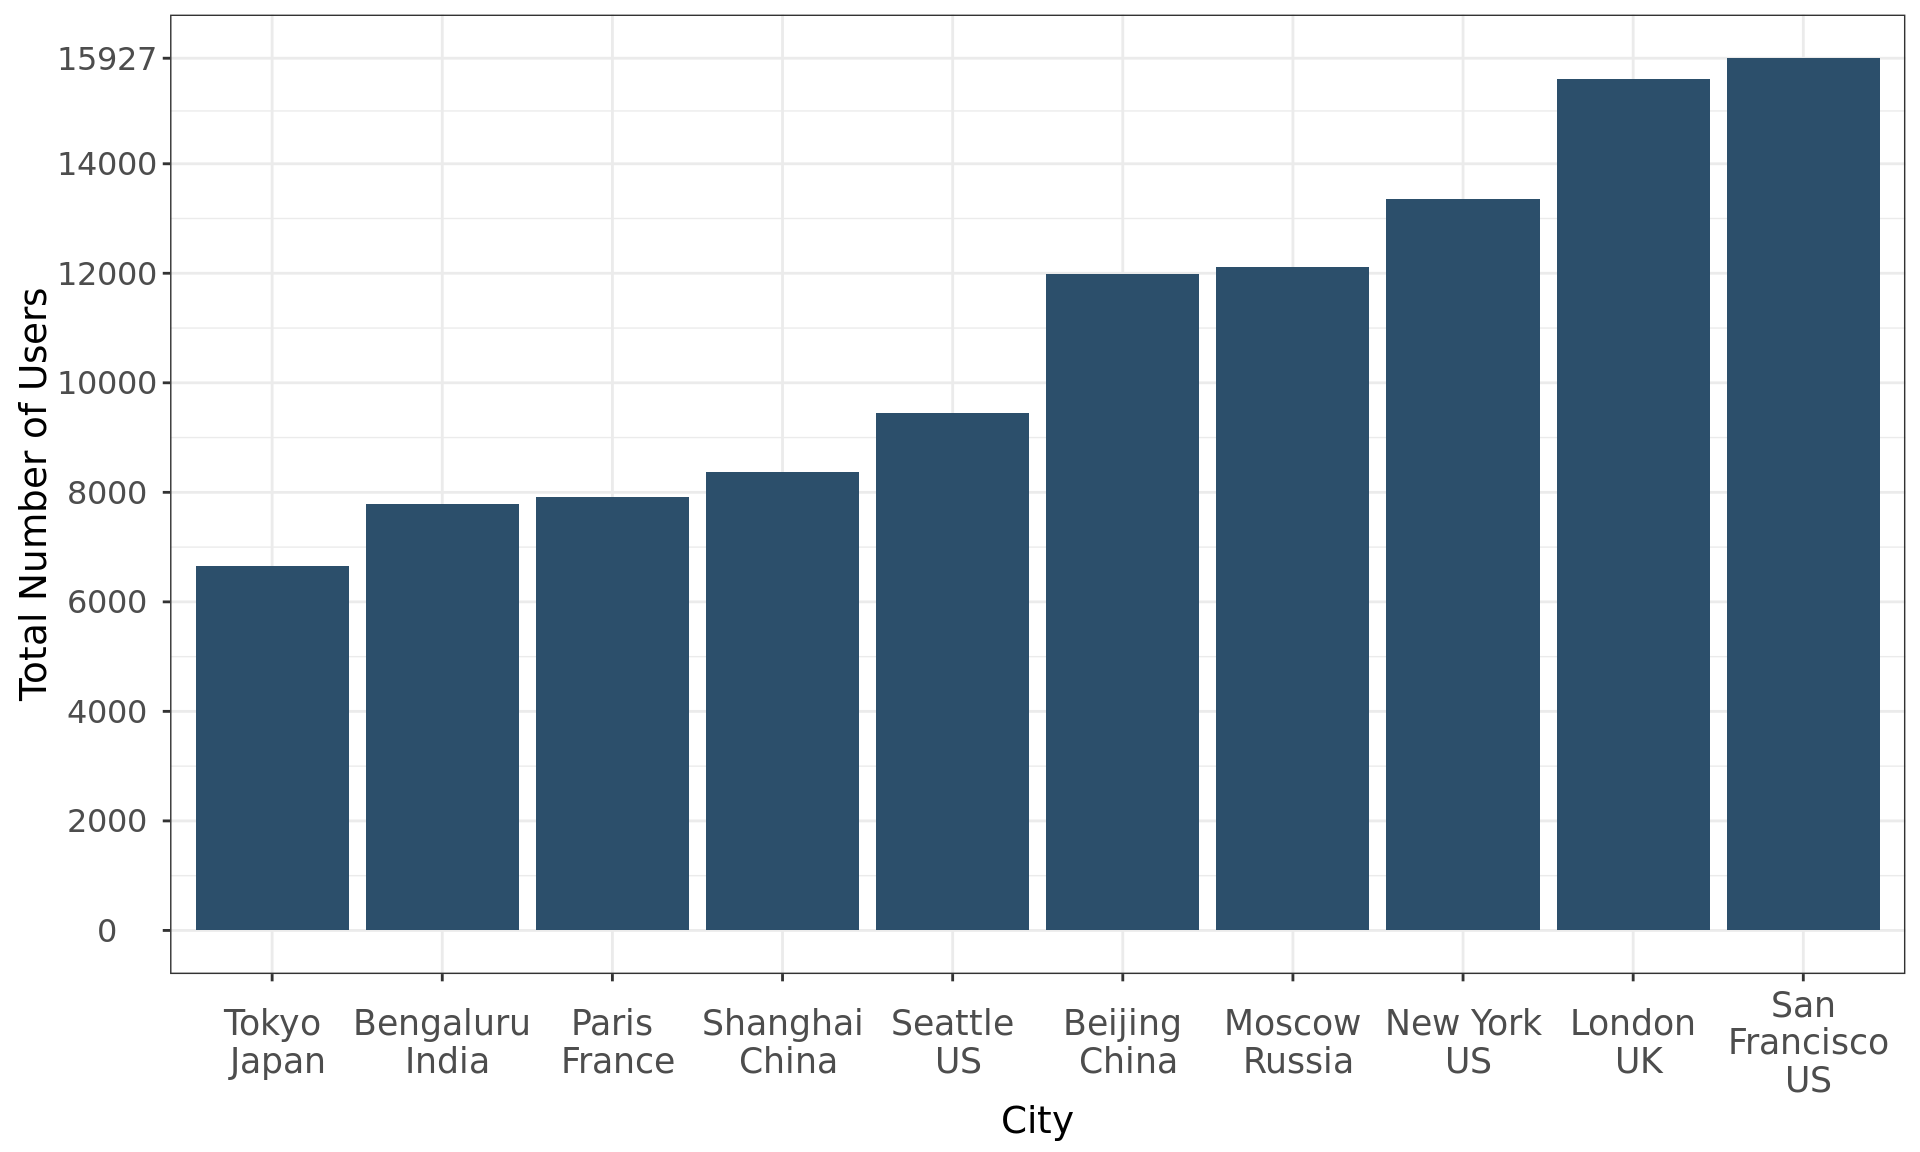 Total Number of Users
15927
14000
12000
10000
8000
6000
4000
2000
0
Tokyo
Japan
Bengaluru
India
Paris
France
Shanghai
China
Seattle
US
Beijing
China
Moscow
Russia
New York
US
London
UK
San
Francisco
US
City